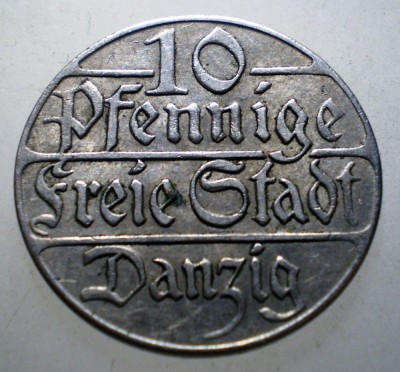 10
Pfennige
Freie Stadt
Danzig